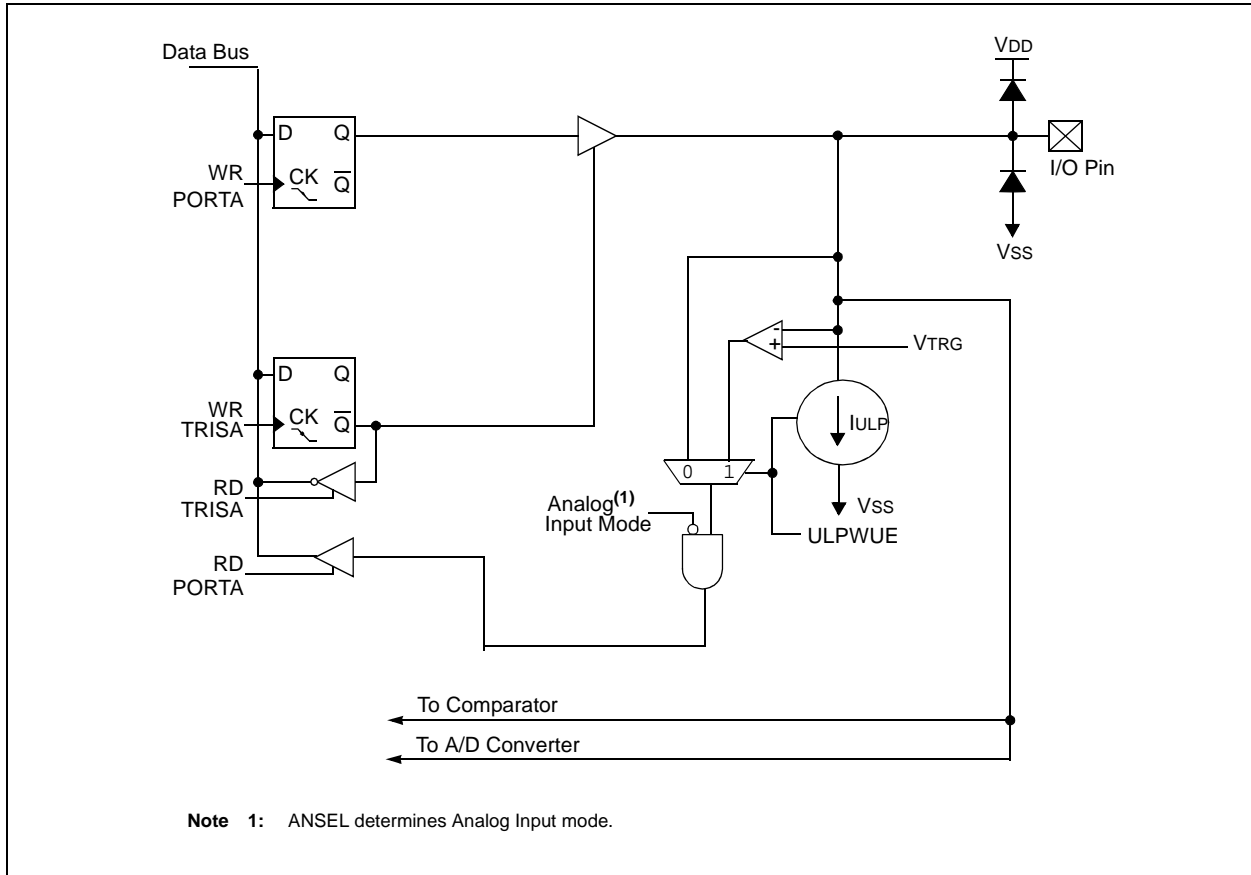 Data Bus
VDD
D Q
I/O Pin
WR
PORTA
CK Q
VSS
-
+
VTRG
D Q
WR
TRISA
CK Q
IULP
0 1
RD
TRISA
Analog(1)
Input Mode
VSS
ULPWUE
RD
PORTA
To Comparator
To A/D Converter
Note 1: ANSEL determines Analog Input mode.